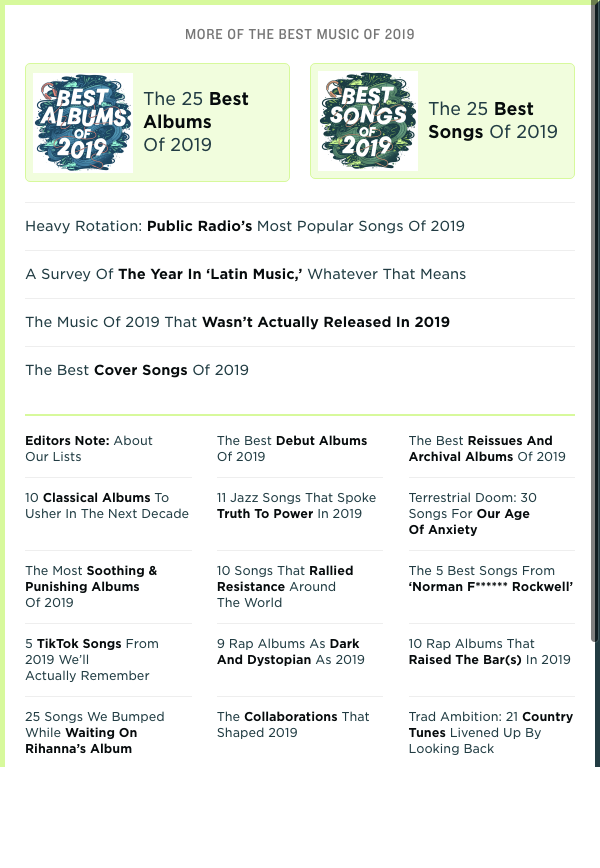 MORE OF THE BEST MUSIC OF 2019
BEST
ALBUMS
OF
2019
The 25 Best
Albums
Of 2019
BEST
SONGS
OF
2019
The 25 Best
Songs Of 2019
Heavy Rotation: Public Radio’s Most Popular Songs Of 2019
A Survey Of The Year In ‘Latin Music,’ Whatever That Means
The Music Of 2019 That Wasn’t Actually Released In 2019
The Best Cover Songs Of 2019
Editors Note: About
Our Lists
The Best Debut Albums
Of 2019
The Best Reissues And
Archival Albums Of 2019
10 Classical Albums To
Usher In The Next Decade
11 Jazz Songs That Spoke
Truth To Power In 2019
Terrestrial Doom: 30
Songs For Our Age
Of Anxiety
The Most Soothing &
Punishing Albums
Of 2019
10 Songs That Rallied
Resistance Around
The World
The 5 Best Songs From
‘Norman F****** Rockwell’
5 TikTok Songs From
2019 We’ll
Actually Remember
9 Rap Albums As Dark
And Dystopian As 2019
10 Rap Albums That
Raised The Bar(s) In 2019
25 Songs We Bumped
While Waiting On
Rihanna’s Album
The Collaborations That
Shaped 2019
Trad Ambition: 21 Country
Tunes Livened Up By
Looking Back